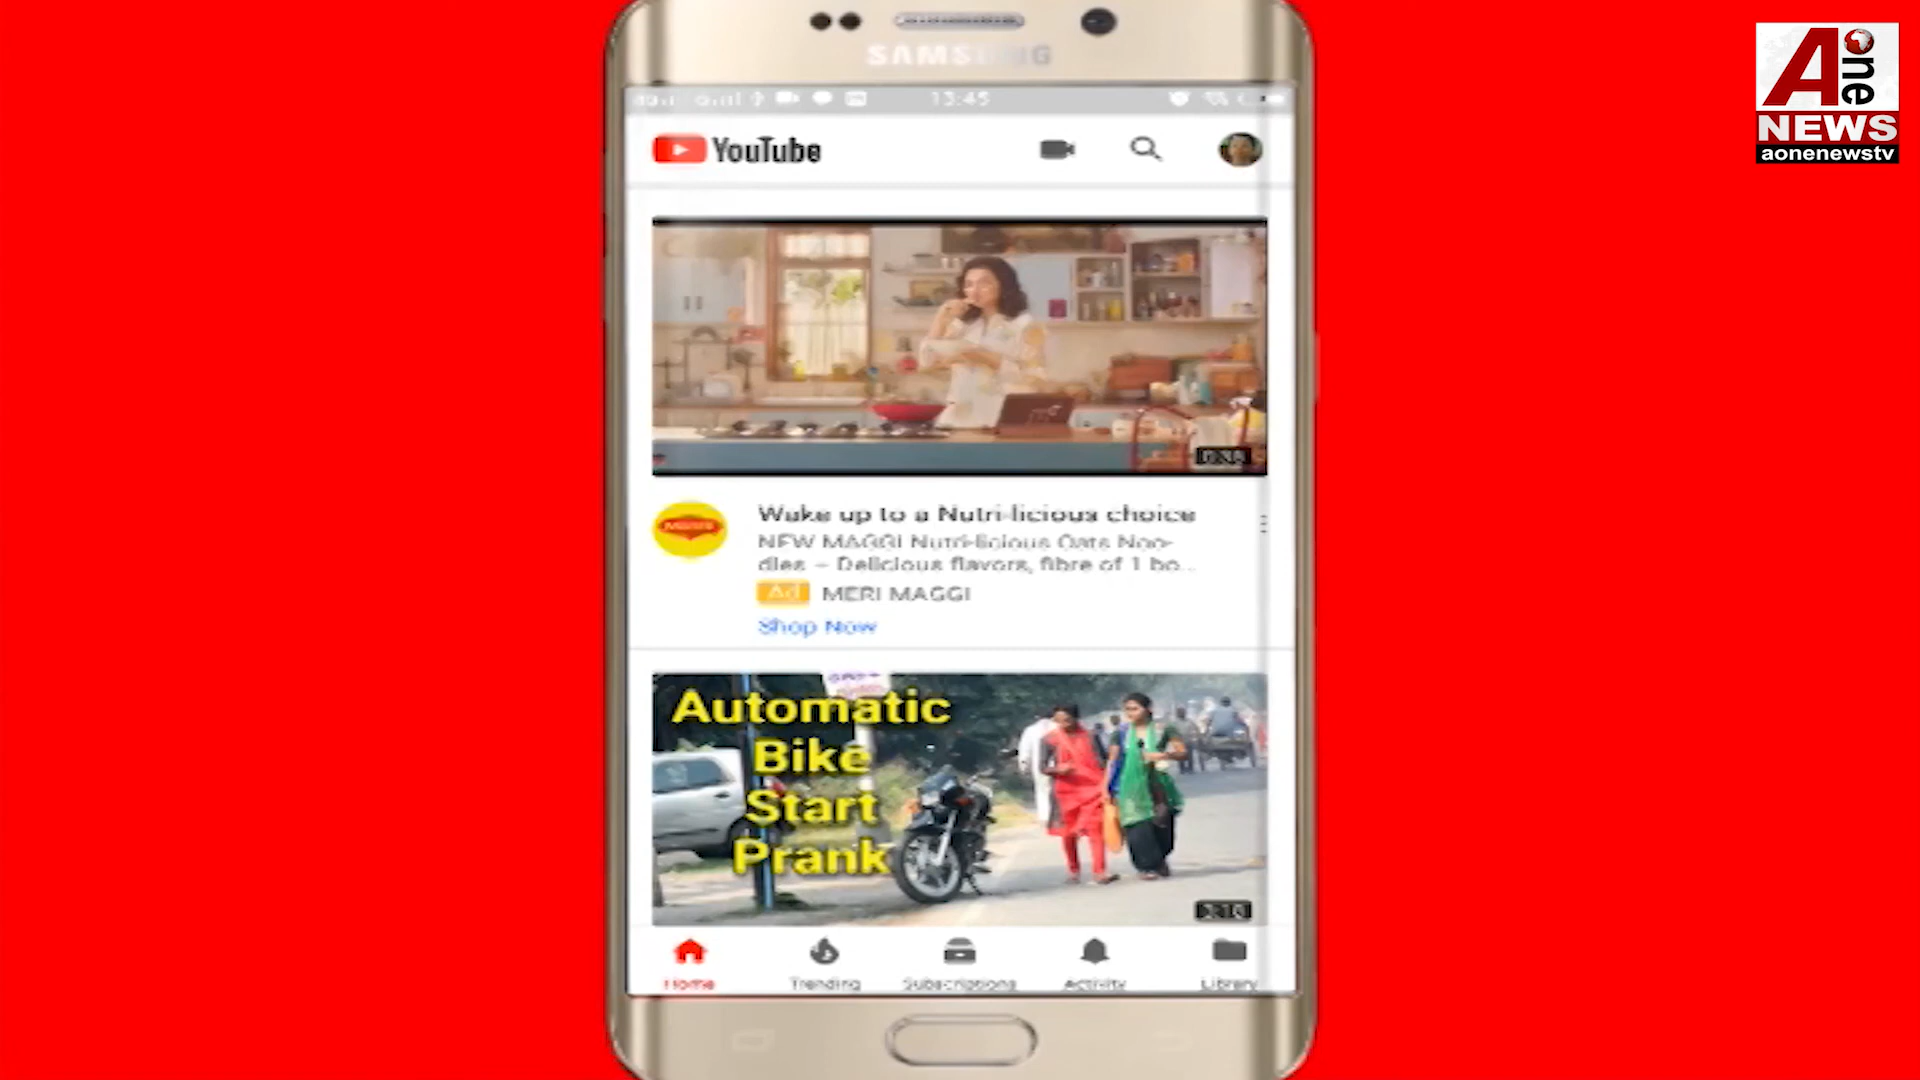 SAMSUNG
13:45
YouTube
Wake up to a Nutri-licious choice
NEW MAGGI Nutri-licious Oats Noo-
dles – Delicious flavors, fibre of 1 bo...
Ad MERI MAGGI
Shop Now
Automatic
Bike
Start
Prank
Home Trending Subscriptions Activity Library
Aone
NEWS
aonenewstv